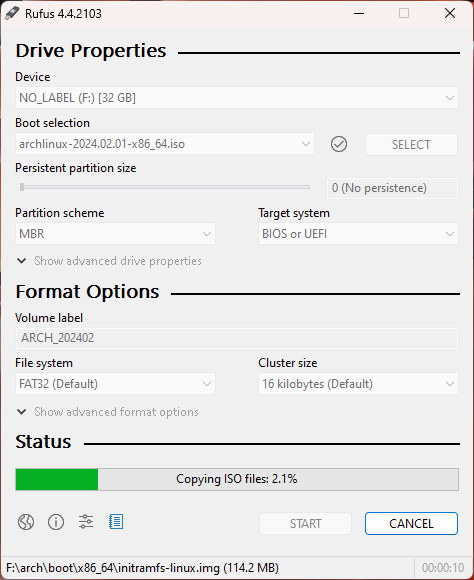 Rufus 4.4.2103
Drive Properties
Device
NO_LABEL (F:) [32 GB]
Boot selection
archlinux-2024.02.01-x86_64.iso
SELECT
Persistent partition size
0 (No persistence)
Partition scheme
Target system
MBR
BIOS or UEFI
Show advanced drive properties
Format Options
Volume label
ARCH_202402
File system
Cluster size
FAT32 (Default)
16 kilobytes (Default)
Show advanced format options
Status
Copying ISO files: 2.1%
START
CANCEL
F:\arch\boot\x86_64\initramfs-linux.img (114.2 MB)
00:00:10